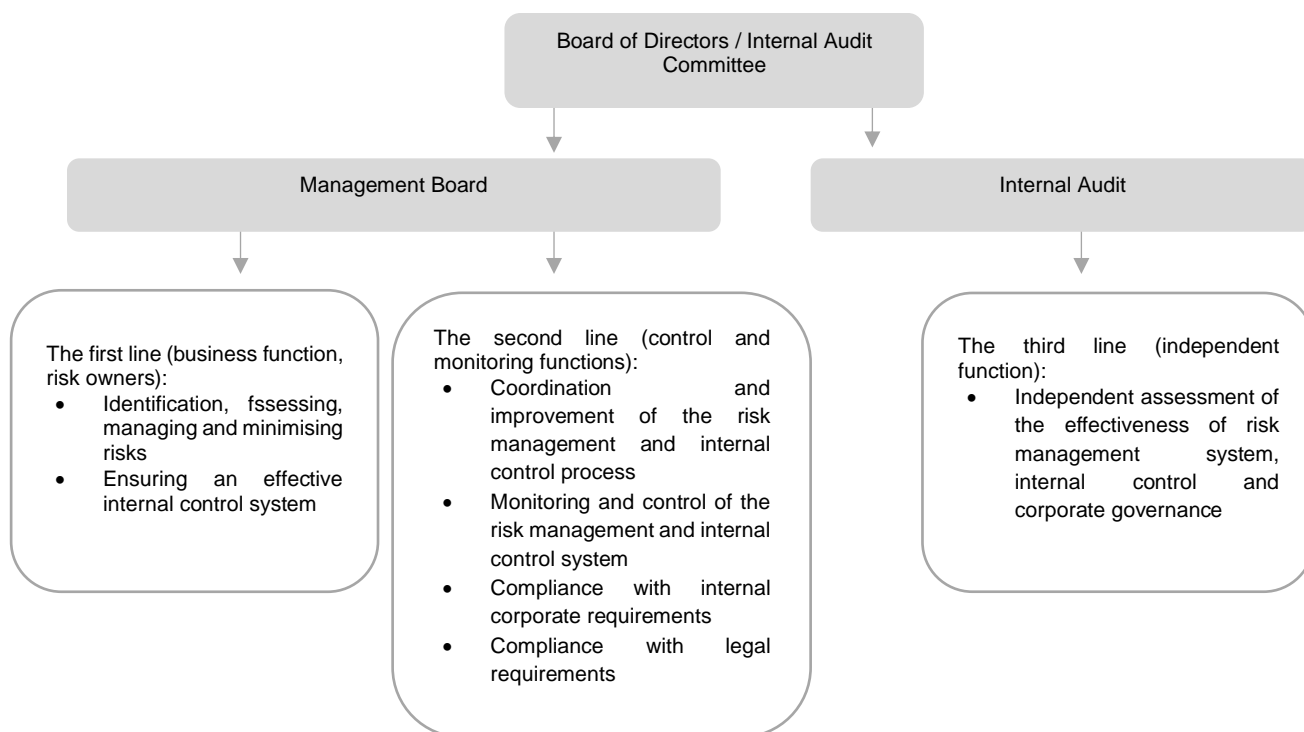 Board of Directors / Internal Audit
Committee
Management Board
Internal Audit
The first line (business function,
risk owners):
• Identification, fssessing,
managing and minimising
risks
• Ensuring an effective
internal control system
The second line (control and
monitoring functions):
• Coordination and
improvement of the risk
management and internal
control process
• Monitoring and control of the
risk management and internal
control system
• Compliance with internal
corporate requirements
• Compliance with legal
requirements
The third line (independent
function):
• Independent assessment of
the effectiveness of risk
management system,
internal control and
corporate governance